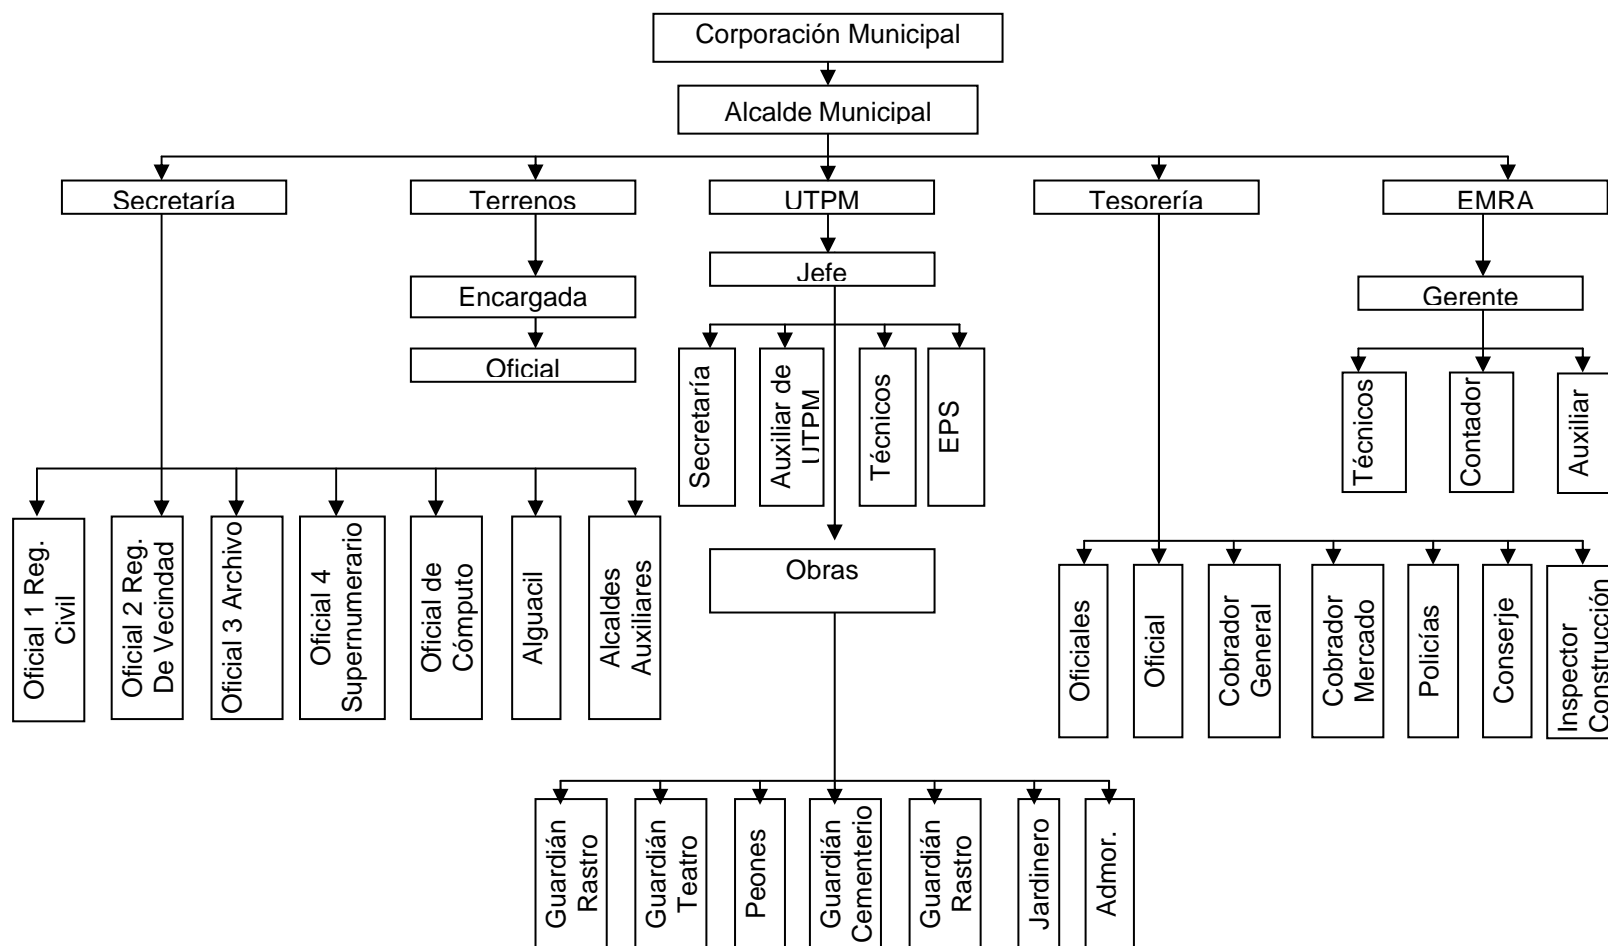 Corporación Municipal
Alcalde Municipal
Secretaría
Terrenos
UTPM
Tesorería
EMRA
Jefe
Encargada
Gerente
Oficial
Secretaría
Auxiliar de
UTPM
Técnicos
EPS
Técnicos
Contador
Auxiliar
Oficial 1 Reg.
Civil
Oficial 2 Reg.
De Vecindad
Oficial 3 Archivo
Oficial 4
Supernumerario
Oficial de
Cómputo
Alguacil
Alcaldes
Auxiliares
Obras
Oficiales
Oficial
Cobrador
General
Cobrador
Mercado
Policías
Conserje
Inspector
Construcción
Guardián
Rastro
Guardián
Teatro
Peones
Guardián
Cementerio
Guardián
Rastro
Jardinero
Admor.